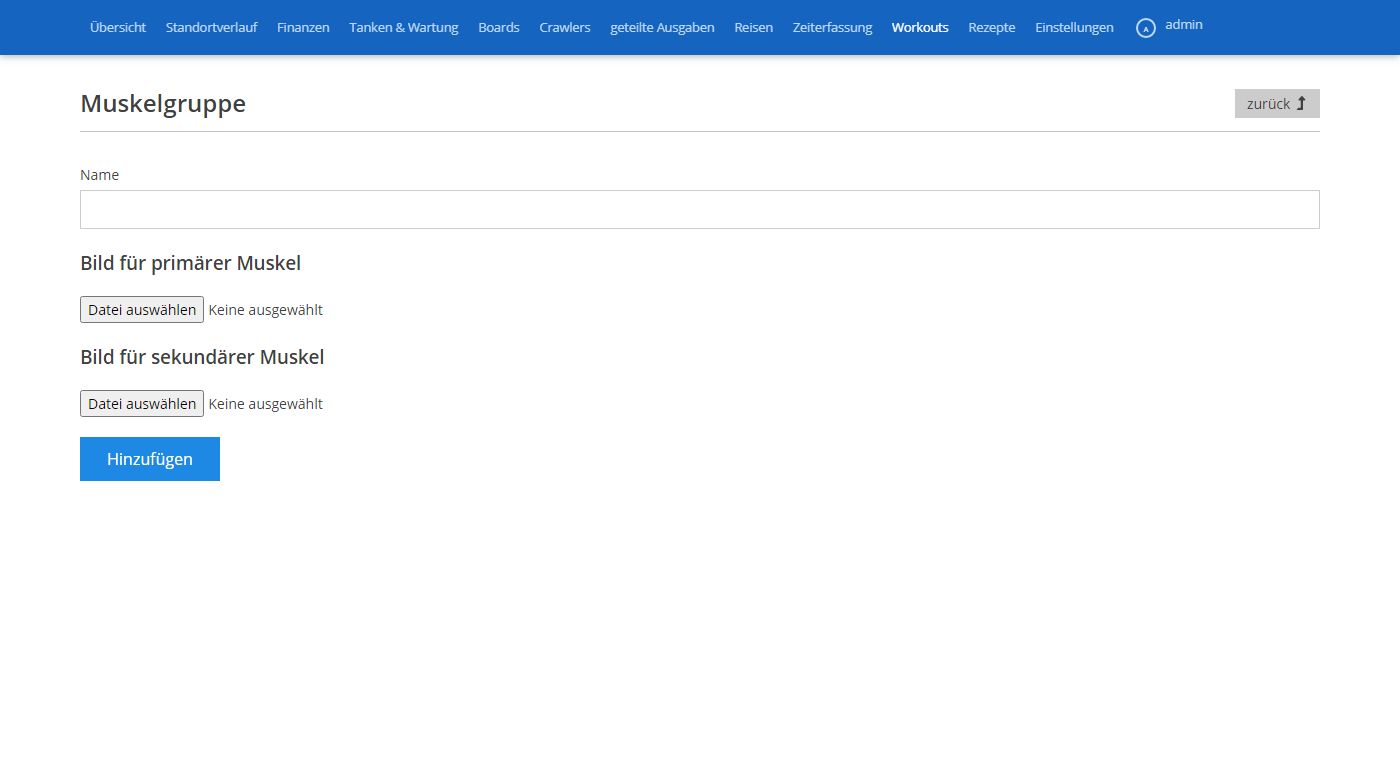 Übersicht Standortverlauf Finanzen Tanken & Wartung Boards Crawlers geteilte Ausgaben Reisen Zeiterfassung Workouts Rezepte Einstellungen A admin
Muskelgruppe zurück
Name
Bild für primärer Muskel
Datei auswählen Keine ausgewählt
Bild für sekundärer Muskel
Datei auswählen Keine ausgewählt
Hinzufügen